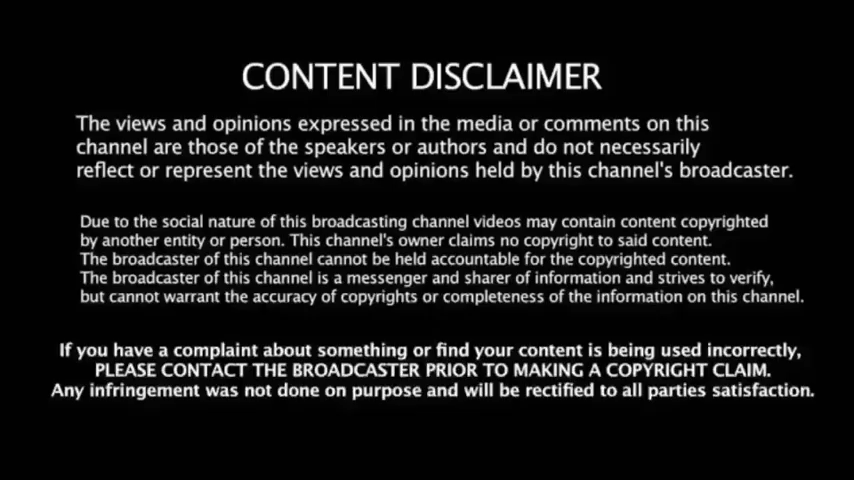 CONTENT DISCLAIMER
The views and opinions expressed in the media or comments on this
channel are those of the speakers or authors and do not necessarily
reflect or represent the views and opinions held by this channel's broadcaster.
Due to the social nature of this broadcasting channel videos may contain content copyrighted
by another entity or person. This channel's owner claims no copyright to said content.
The broadcaster of this channel cannot be held accountable for the copyrighted content.
The broadcaster of this channel is a messenger and sharer of information and strives to verify,
but cannot warrant the accuracy of copyrights or completeness of the information on this channel.
If you have a complaint about something or find your content is being used incorrectly,
PLEASE CONTACT THE BROADCASTER PRIOR TO MAKING A COPYRIGHT CLAIM.
Any infringement was not done on purpose and will be rectified to all parties satisfaction.